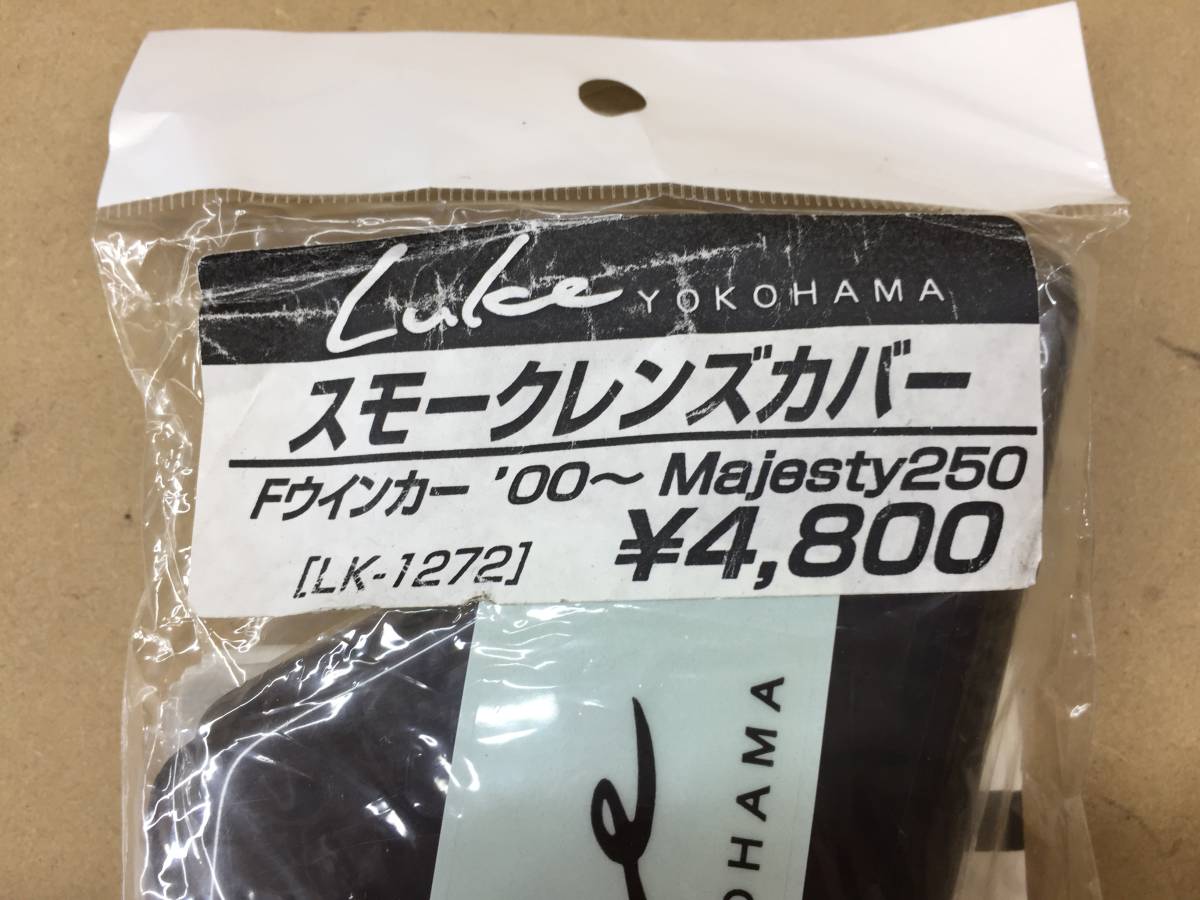 Luke YOKOHAMA
スモークレンズカバー
Fウインカー '00～ Majesty250
[LK-1272] ¥4,800
OHAMA